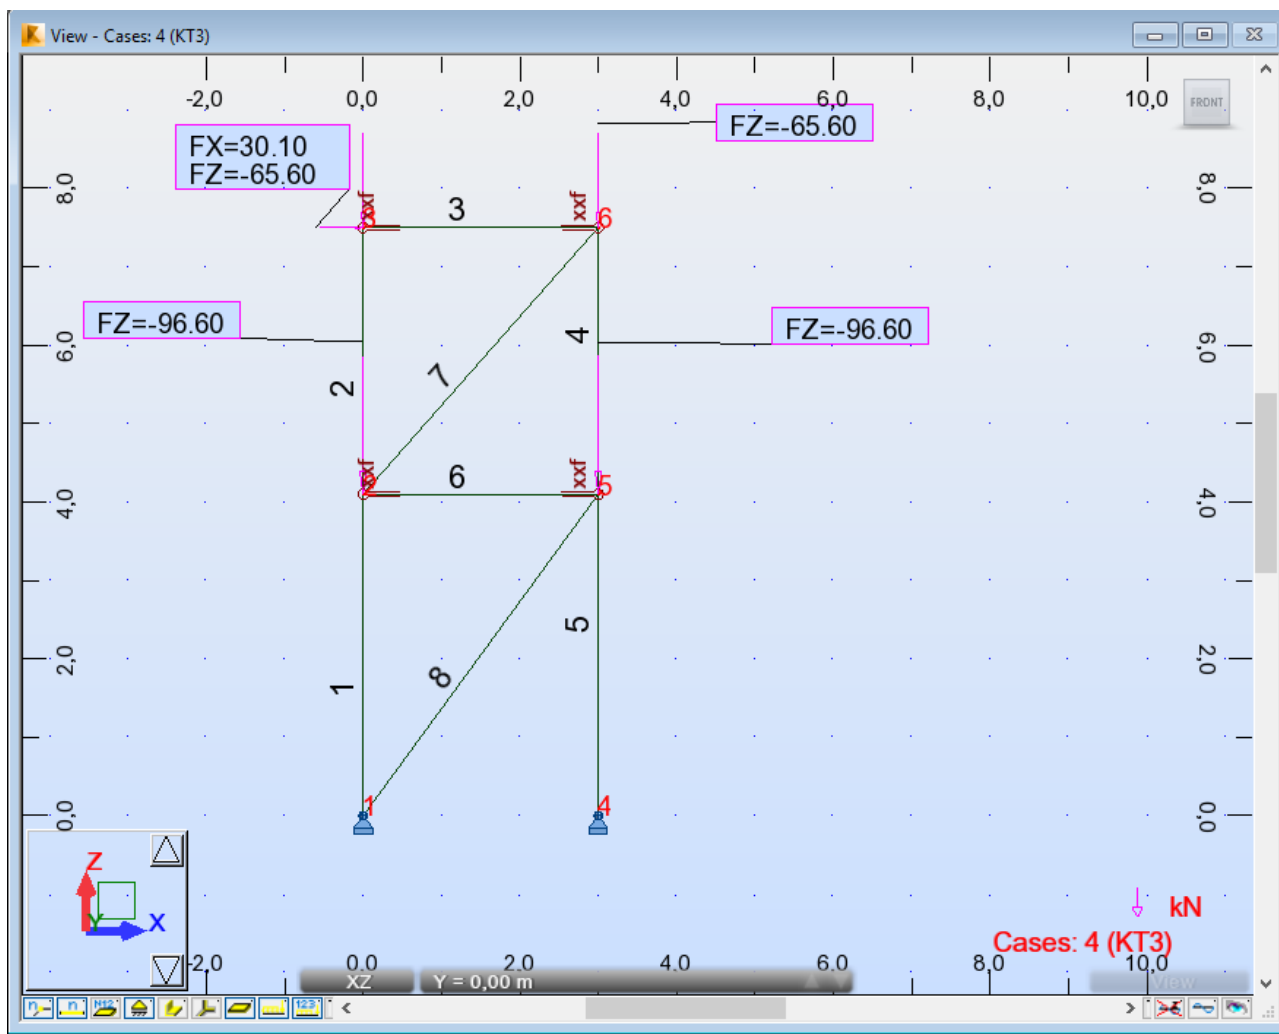 View - Cases: 4 (KT3)
-2,0 0,0 2,0 4,0 6,0 8,0 10,0
FRONT
FX=30.10
FZ=-65.60
FZ=-65.60
8,0
xxf
3
xxf
6
8,0
FZ=-96.60
FZ=-96.60
6,0
4
6,0
2
7
xxf
6
xxf
5
4,0
4,0
5
2,0
1
8
2,0
0,0
1
4
0,0
Z
Y
X
kN
Cases: 4 (KT3)
-2,0 0,0 2,0 4,0 6,0 8,0 10,0
XZ
Y = 0,00 m
View
n
n
N12
123